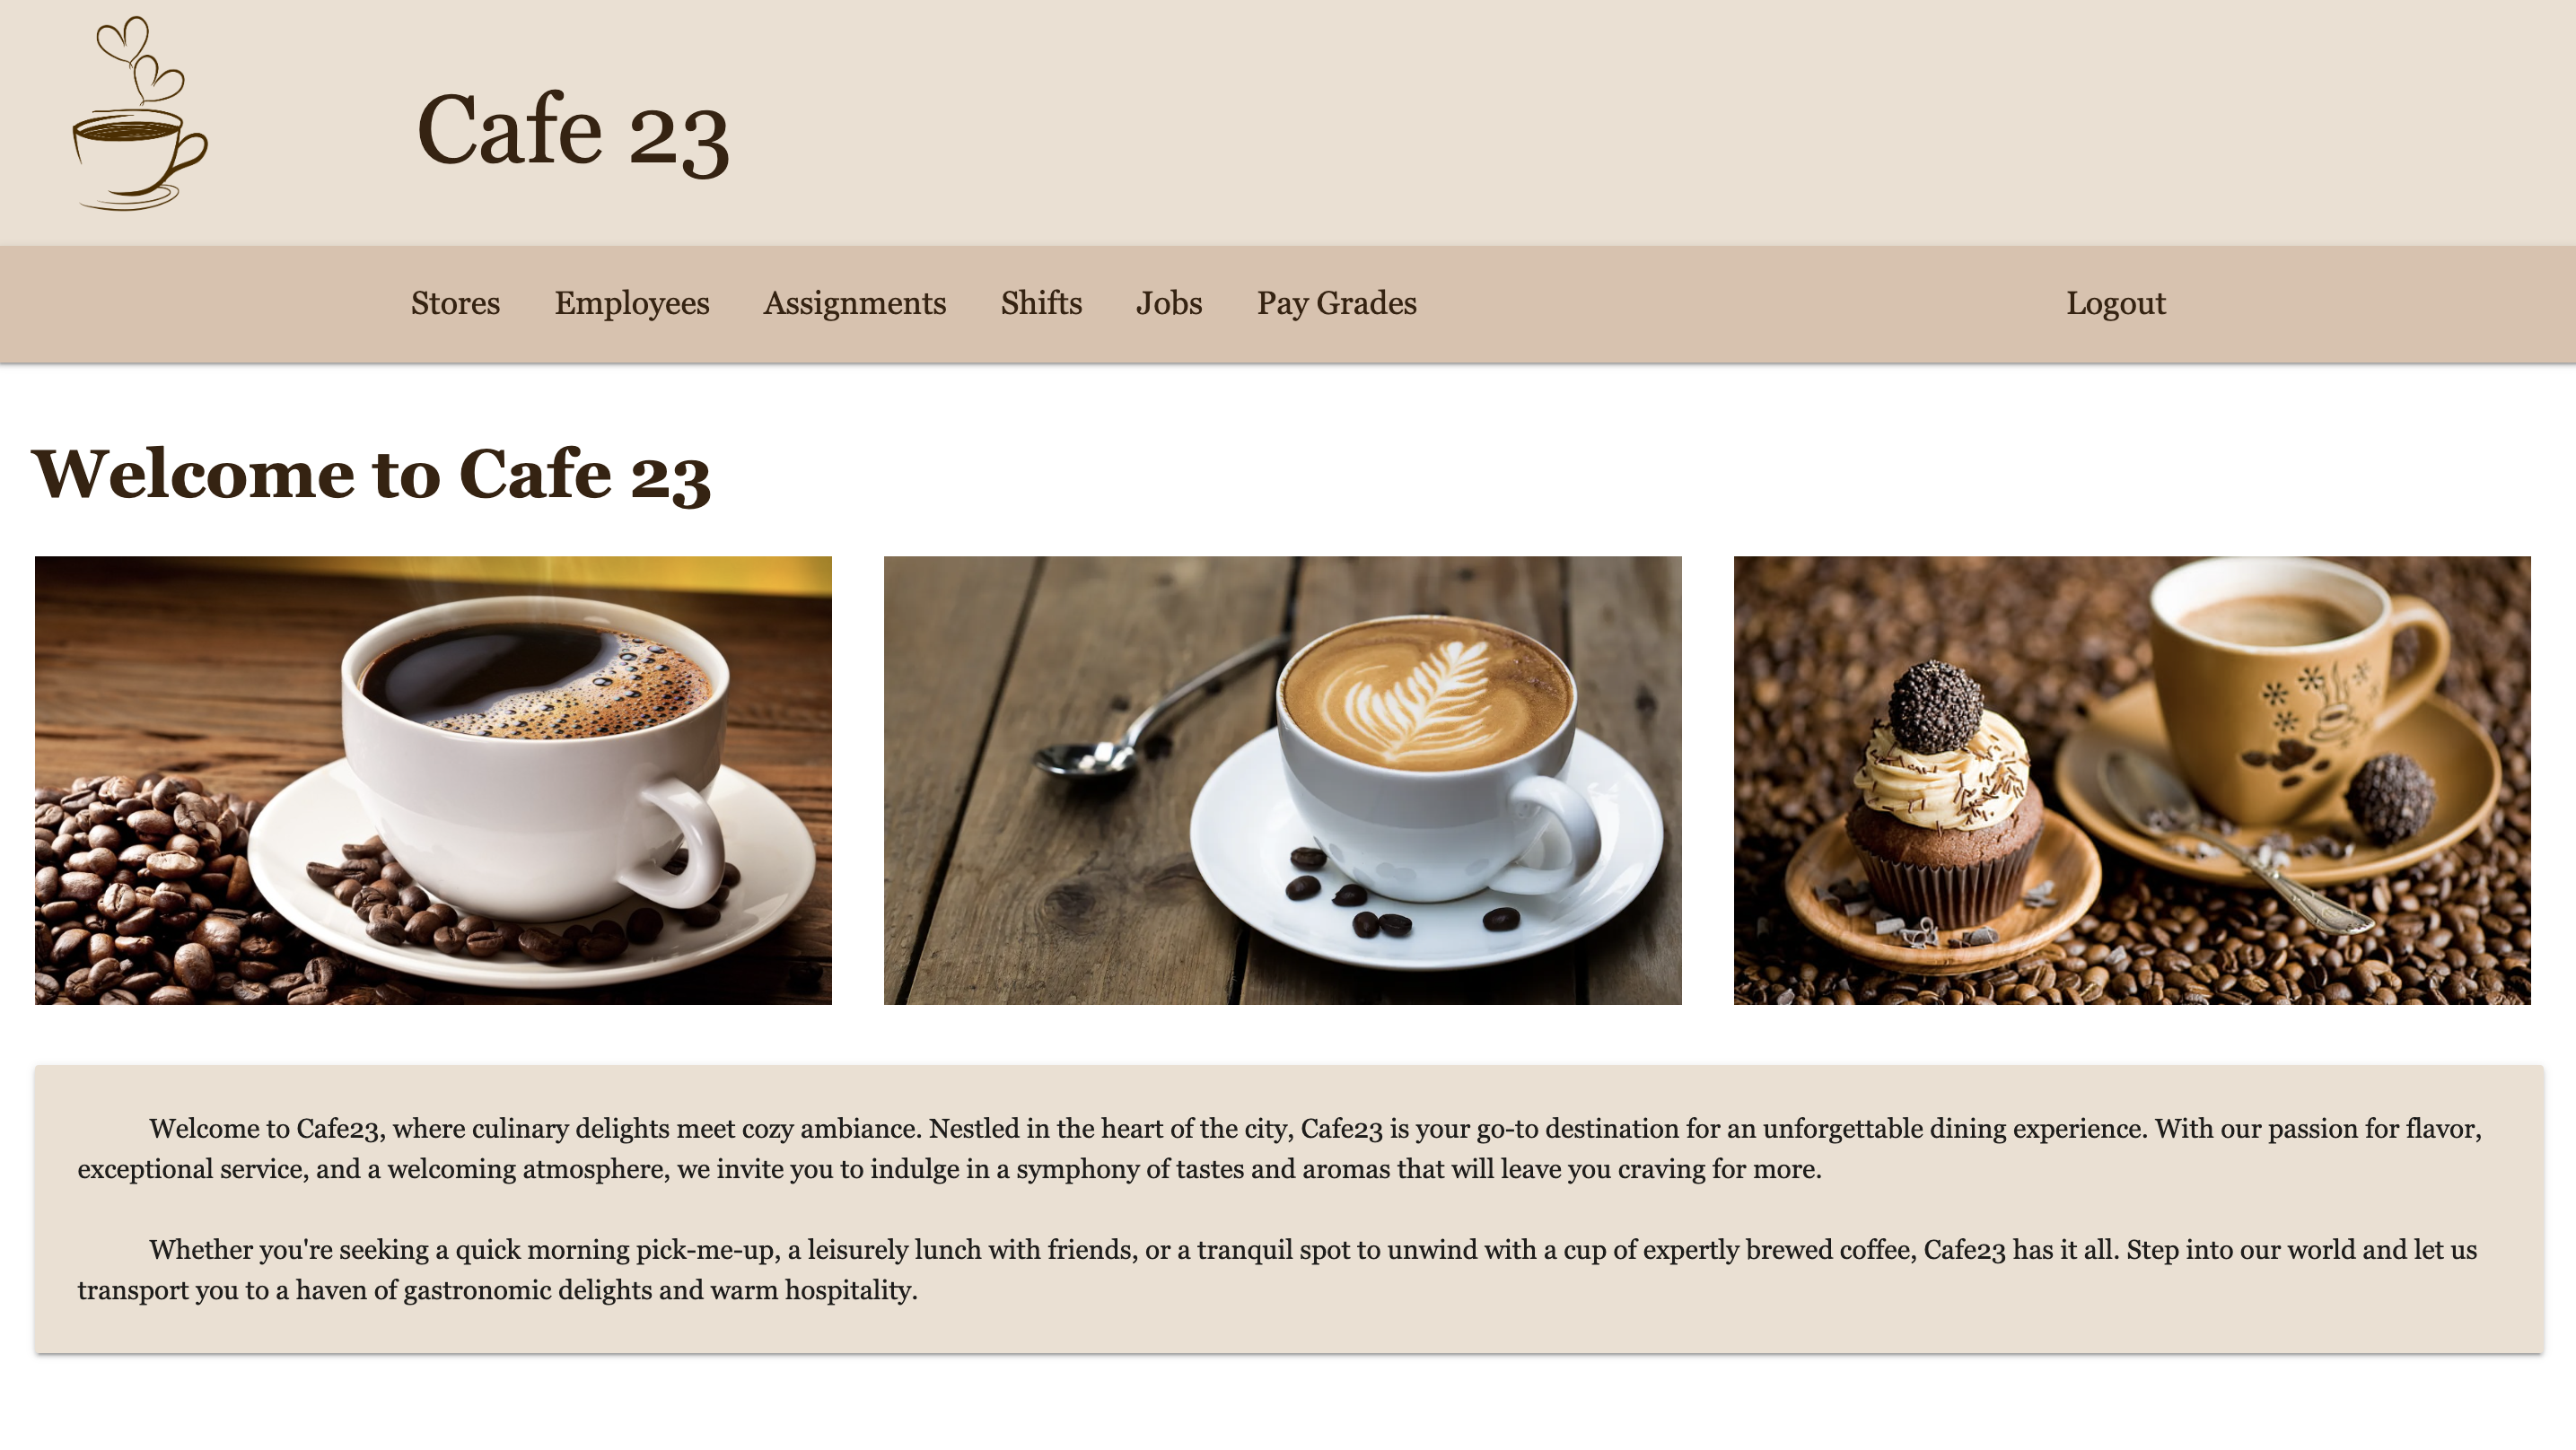 Cafe 23
Stores Employees Assignments Shifts Jobs Pay Grades Logout
Welcome to Cafe 23
Welcome to Cafe23, where culinary delights meet cozy ambiance. Nestled in the heart of the city, Cafe23 is your go-to destination for an unforgettable dining experience. With our passion for flavor,
exceptional service, and a welcoming atmosphere, we invite you to indulge in a symphony of tastes and aromas that will leave you craving for more.
Whether you're seeking a quick morning pick-me-up, a leisurely lunch with friends, or a tranquil spot to unwind with a cup of expertly brewed coffee, Cafe23 has it all. Step into our world and let us
transport you to a haven of gastronomic delights and warm hospitality.